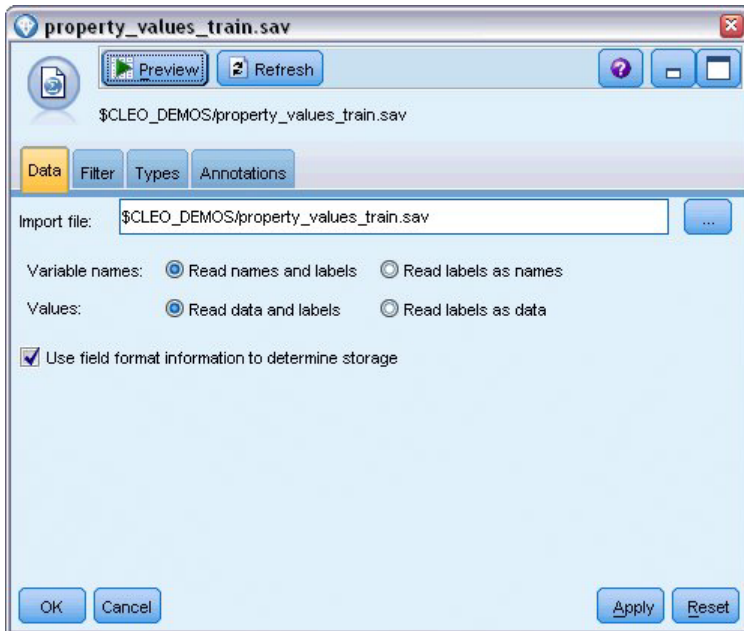 property_values_train.sav
Preview Refresh ?
$CLEO_DEMOS/property_values_train.sav
Data Filter Types Annotations
Import file: $CLEO_DEMOS/property_values_train.sav ...
Variable names: Read names and labels Read labels as names
Values: Read data and labels Read labels as data
Use field format information to determine storage
OK Cancel Apply Reset